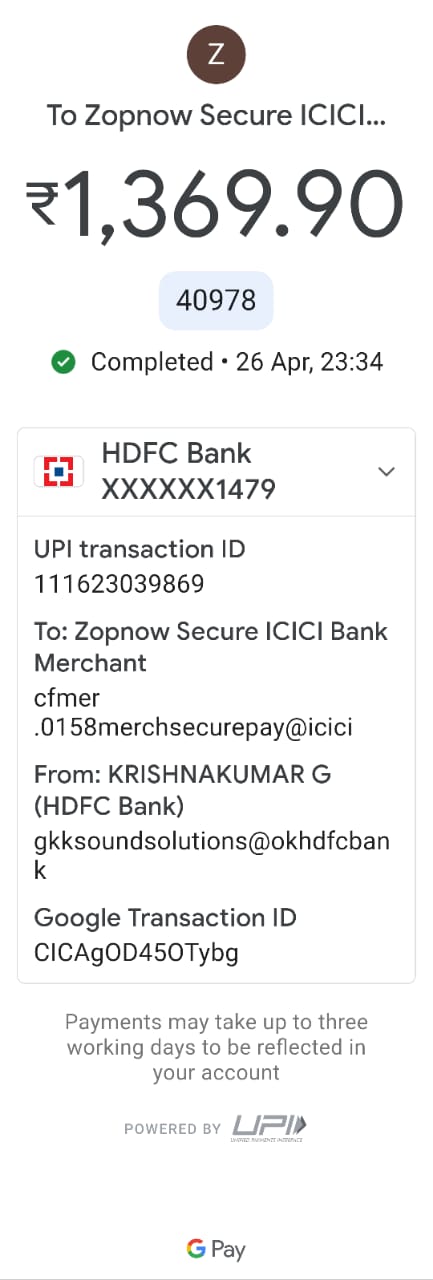 Z
To Zopnow Secure ICICI...
₹1,369.90
40978
Completed • 26 Apr, 23:34
HDFC Bank
XXXXXX1479
UPI transaction ID
111623039869
To: Zopnow Secure ICICI Bank
Merchant
cfmer
.0158merchsecurepay@icici
From: KRISHNAKUMAR G
(HDFC Bank)
gkksoundsolutions@okhdfcban
k
Google Transaction ID
CICAgOD45OTybg
Payments may take up to three
working days to be reflected in
your account
POWERED BY UPI
UNIFIED PAYMENTS INTERFACE
G Pay